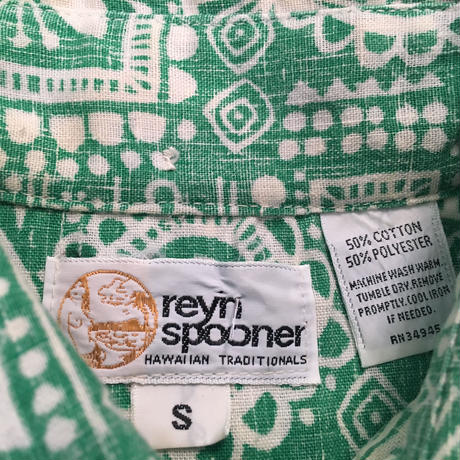 reyn
spooner
HAWAIIAN TRADITIONALS
S
50% COTTON
50% POLYESTER
MACHINE WASH WARM.
TUMBLE DRY. REMOVE
PROMPTLY. COOL IRON
IF NEEDED.
RN34945